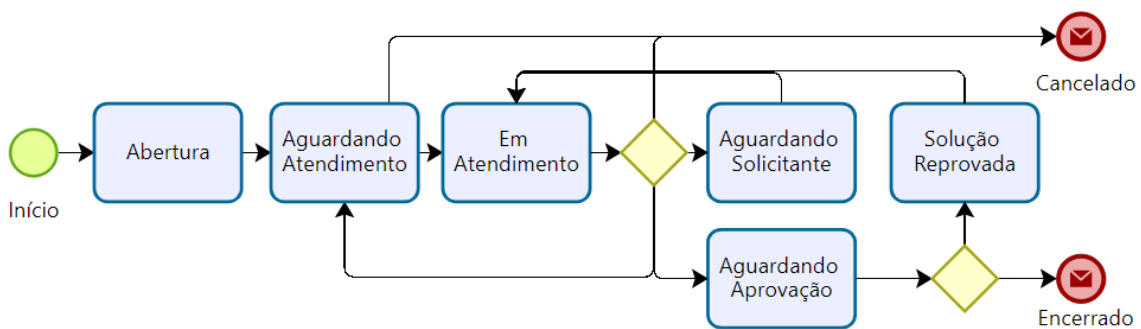 Cancelado
Abertura
Aguardando
Atendimento
Em
Atendimento
Aguardando
Solicitante
Solução
Reprovada
Início
Aguardando
Aprovação
Encerrado